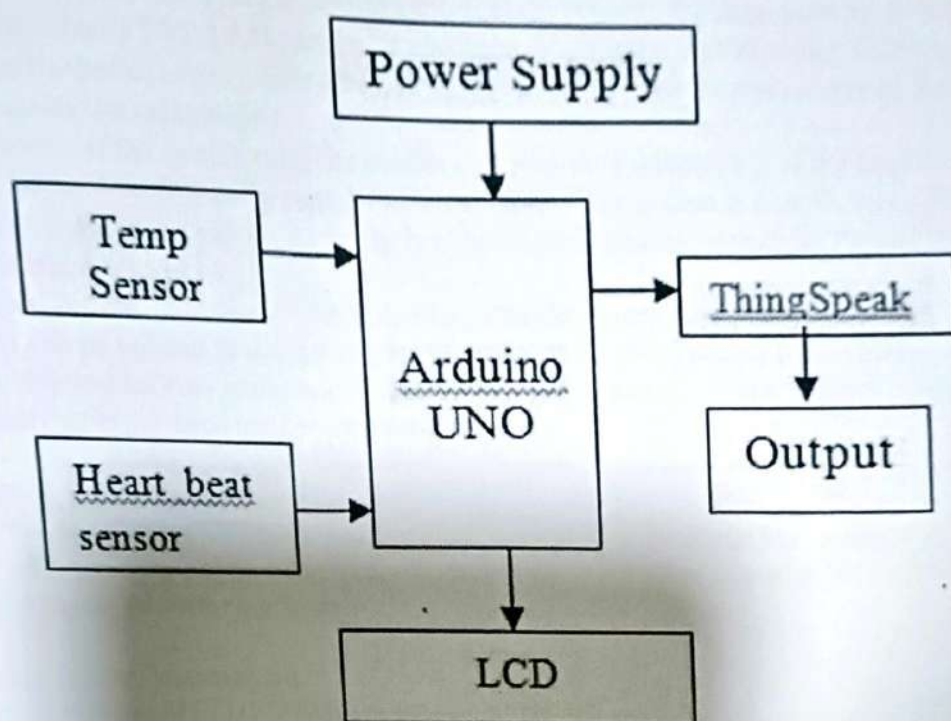 Power Supply
Temp
Sensor
ThingSpeak
Arduino
UNO
Output
Heart beat
sensor
LCD